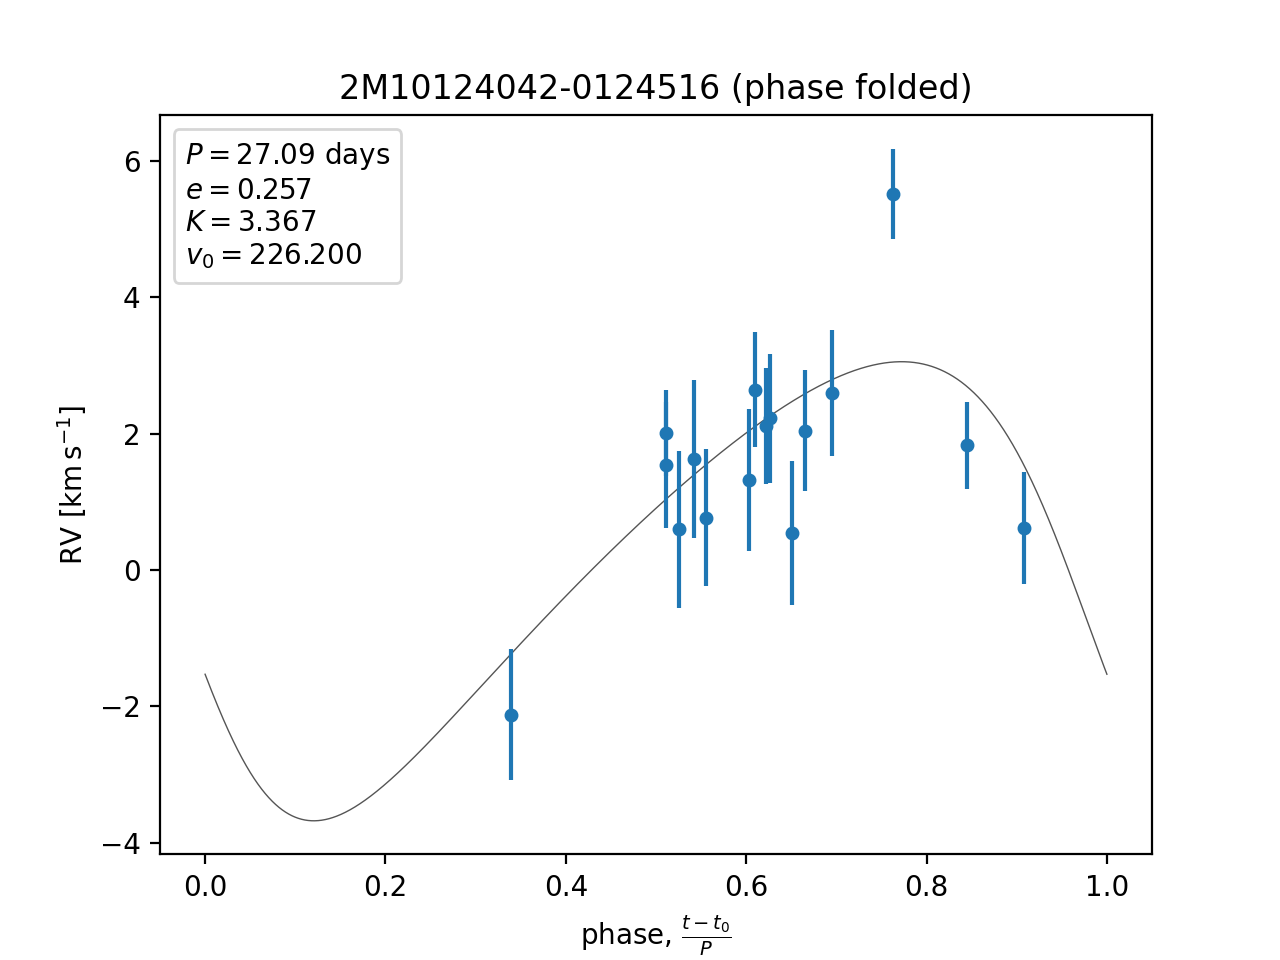 2M10124042-0124516 (phase folded)
P = 27.09 days
e = 0.257
K = 3.367
v₀ = 226.200
6
4
2
0
−2
−4
RV [km s⁻¹]
0.0 0.2 0.4 0.6 0.8 1.0
phase, (t − t₀)/P